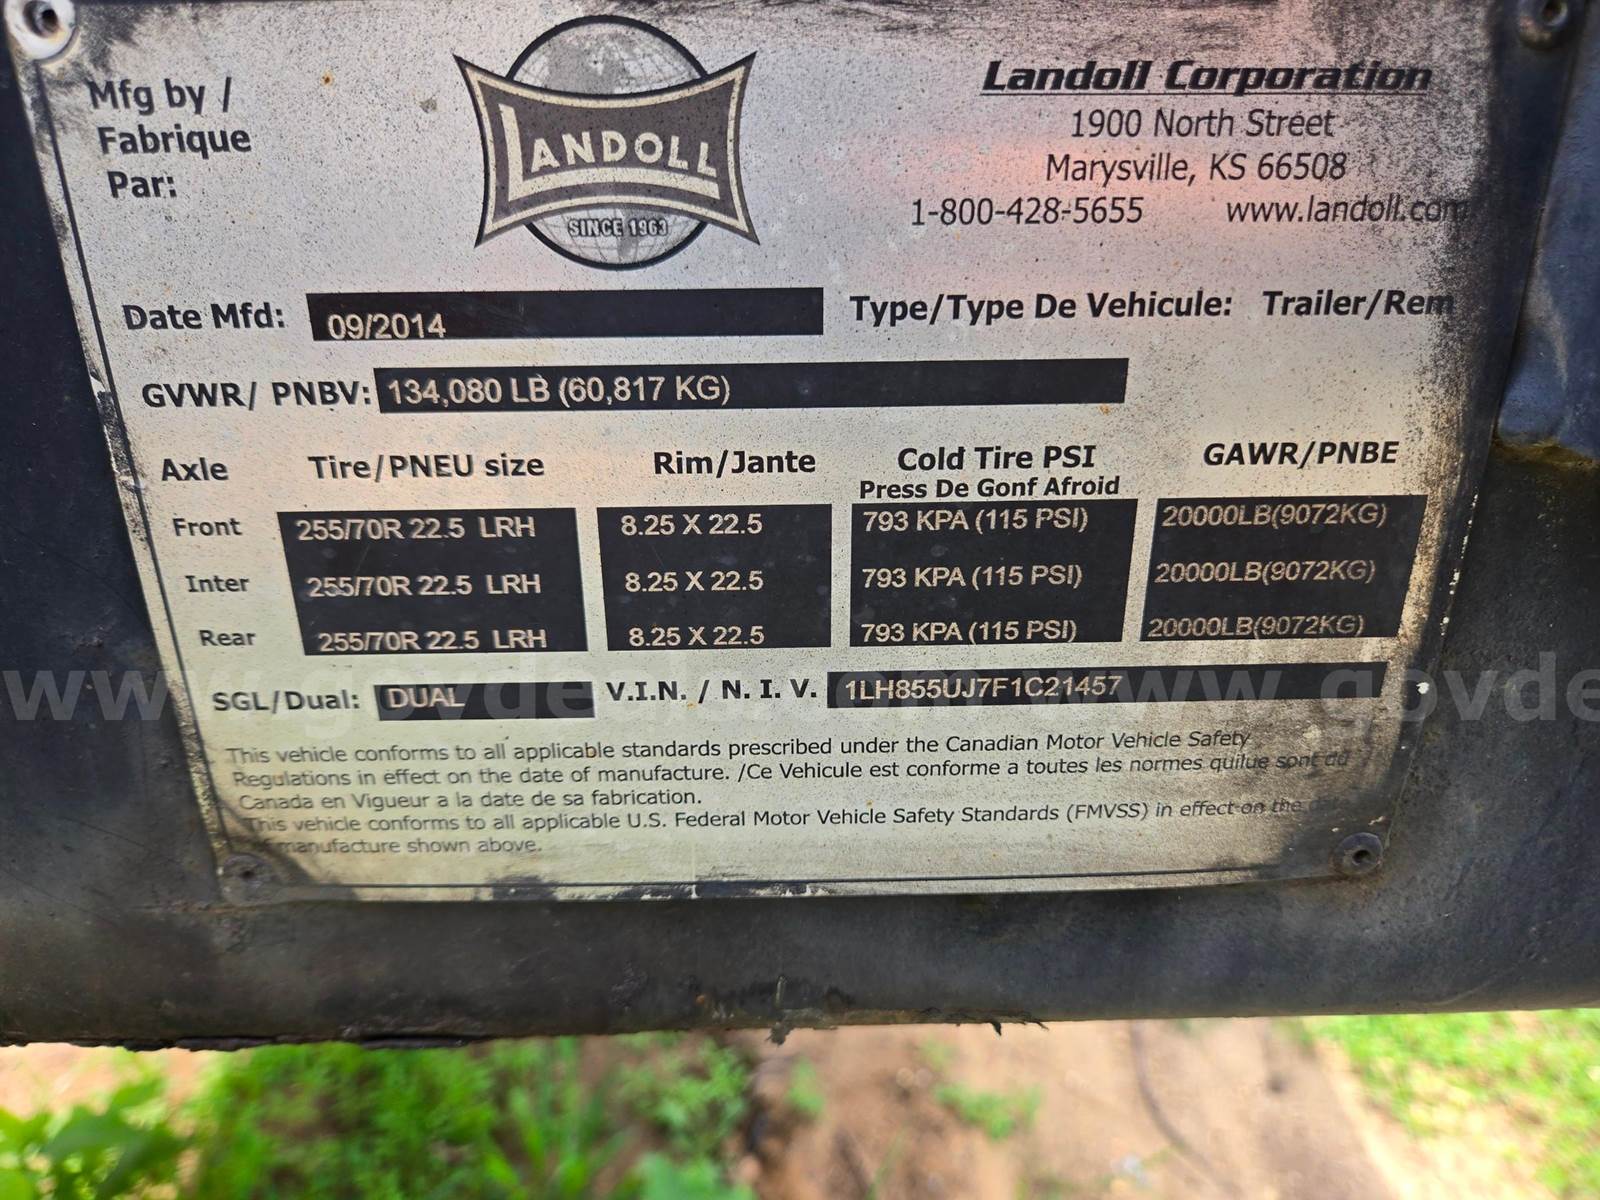 Mfg by /
Fabrique
Par:
LANDOLL
SINCE 1963
Landoll Corporation
1900 North Street
Marysville, KS 66508
1-800-428-5655 www.landoll.com
Date Mfd: 09/2014 Type/Type De Vehicule: Trailer/Rem
GVWR/ PNBV: 134,080 LB (60,817 KG)
Axle Tire/PNEU size Rim/Jante Cold Tire PSI GAWR/PNBE
Press De Gonf Afroid
Front 255/70R 22.5 LRH 8.25 X 22.5 793 KPA (115 PSI) 20000LB(9072KG)
Inter 255/70R 22.5 LRH 8.25 X 22.5 793 KPA (115 PSI) 20000LB(9072KG)
Rear 255/70R 22.5 LRH 8.25 X 22.5 793 KPA (115 PSI) 20000LB(9072KG)
SGL/Dual: DUAL V.I.N. / N. I. V. 1LH855UJ7F1C21457
This vehicle conforms to all applicable standards prescribed under the Canadian Motor Vehicle Safety
Regulations in effect on the date of manufacture. /Ce Vehicule est conforme a toutes les normes quilue sont du
Canada en Vigueur a la date de sa fabrication.
This vehicle conforms to all applicable U.S. Federal Motor Vehicle Safety Standards (FMVSS) in effect on the date
of manufacture shown above.
www.govdeals.com www.govde